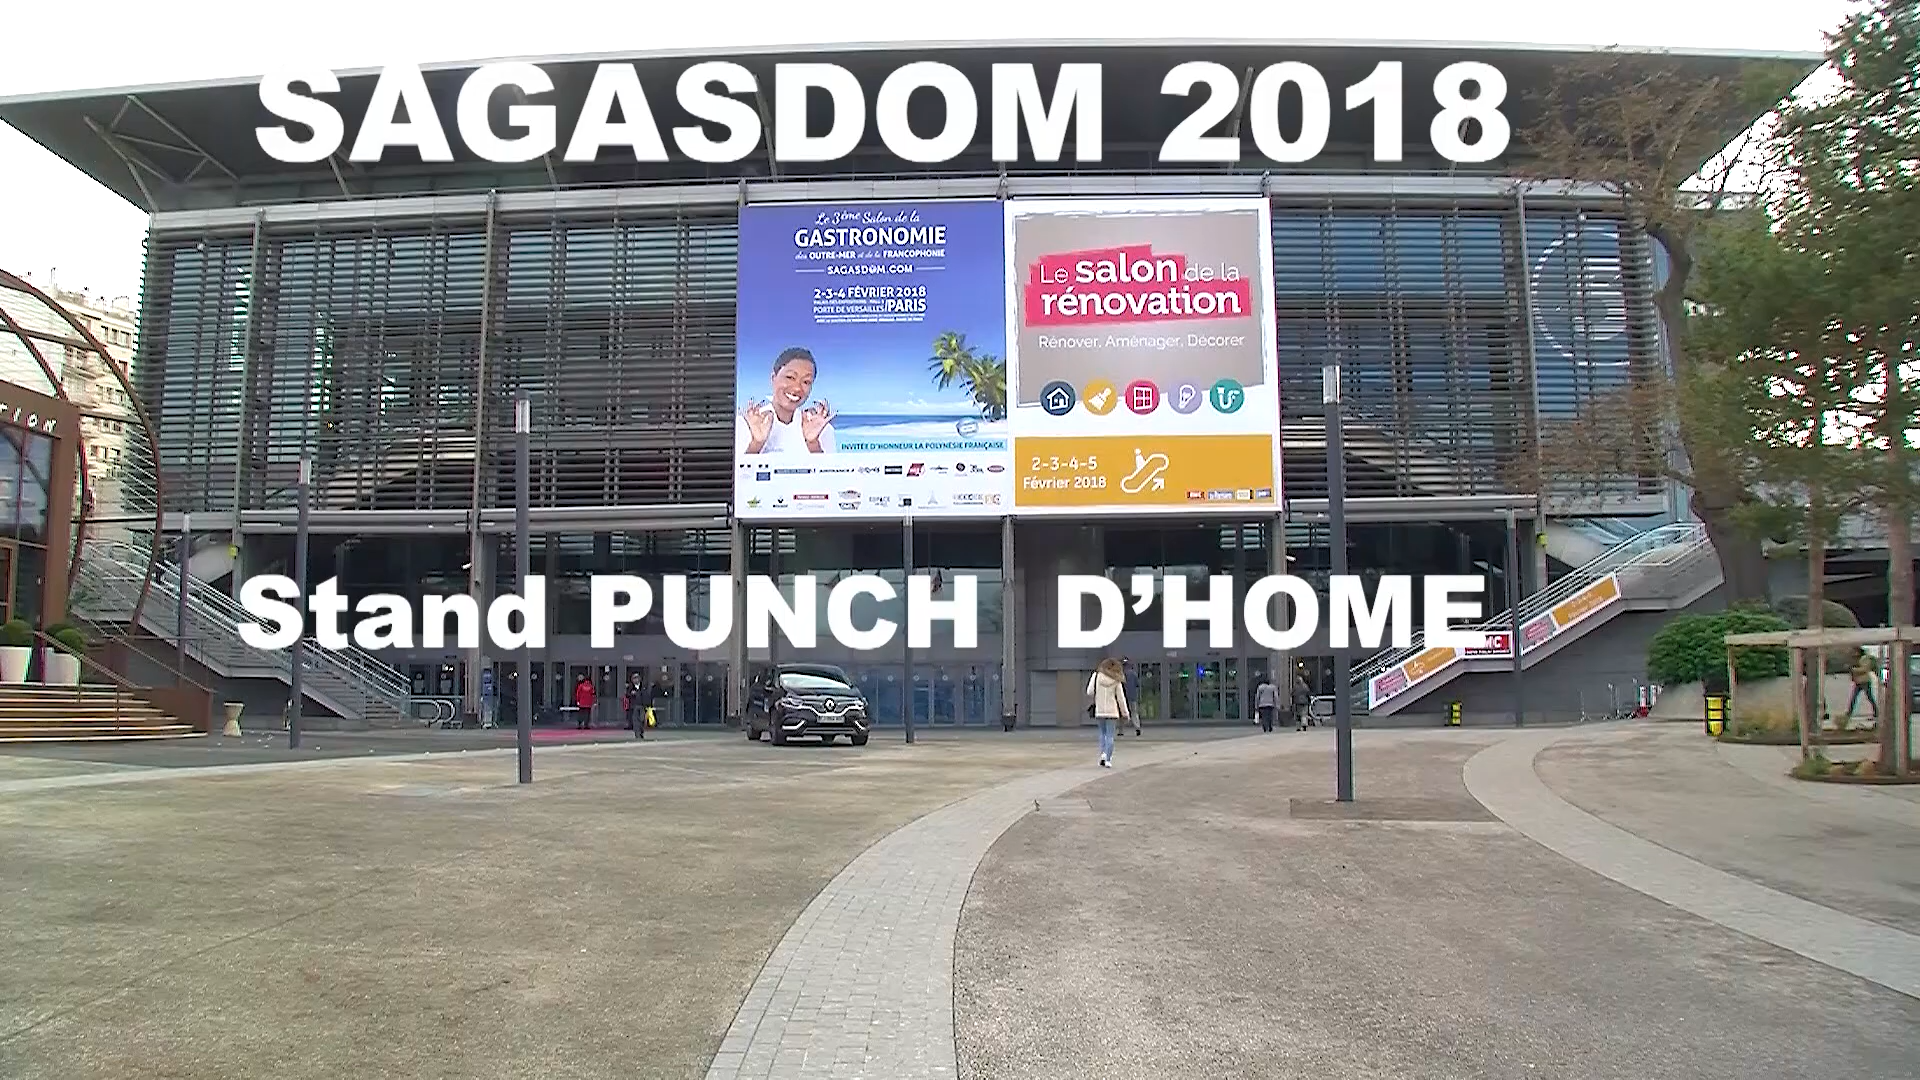 SAGASDOM 2018
Le 3ème Salon de la
GASTRONOMIE
des OUTRE-MER et de la FRANCOPHONIE
SAGASDOM.COM
2-3-4 FÉVRIER 2018
PORTE DE VERSAILLES/PARIS
INVITÉE D'HONNEUR LA POLYNÉSIE FRANÇAISE
Le salon de la
rénovation
Rénover, Aménager, Décorer
2-3-4-5
Février 2018
TION
Stand PUNCH D’HOME